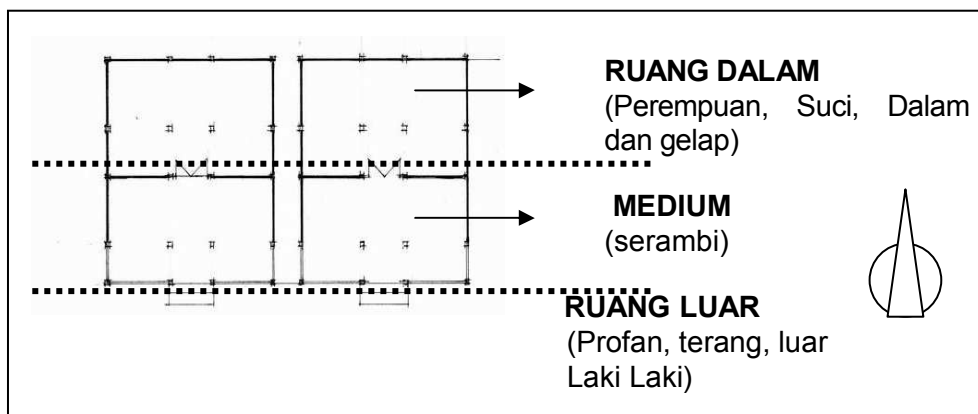 RUANG DALAM
(Perempuan, Suci, Dalam
dan gelap)
MEDIUM
(serambi)
RUANG LUAR
(Profan, terang, luar
Laki Laki)